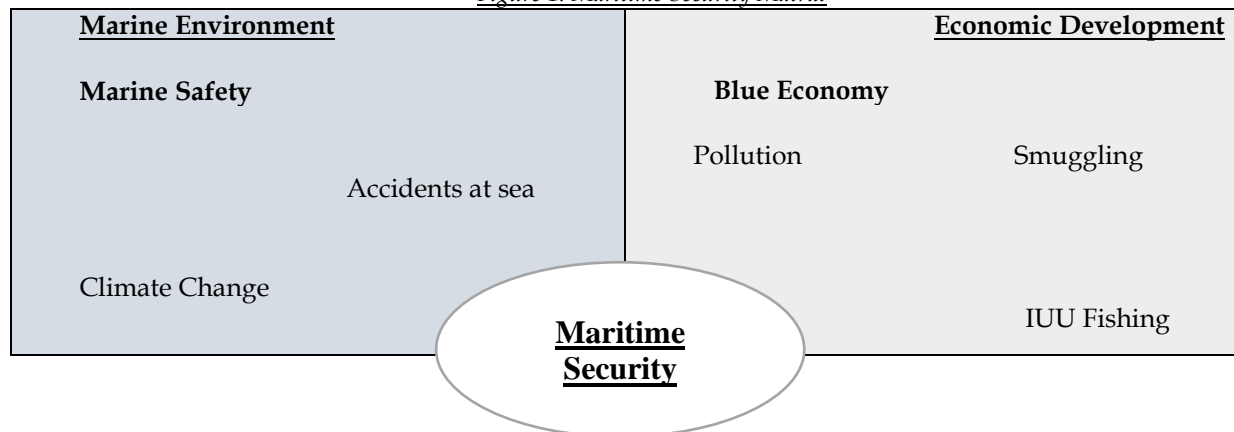 Marine Environment
Economic Development
Marine Safety
Blue Economy
Pollution
Smuggling
Accidents at sea
Climate Change
IUU Fishing
Maritime
Security